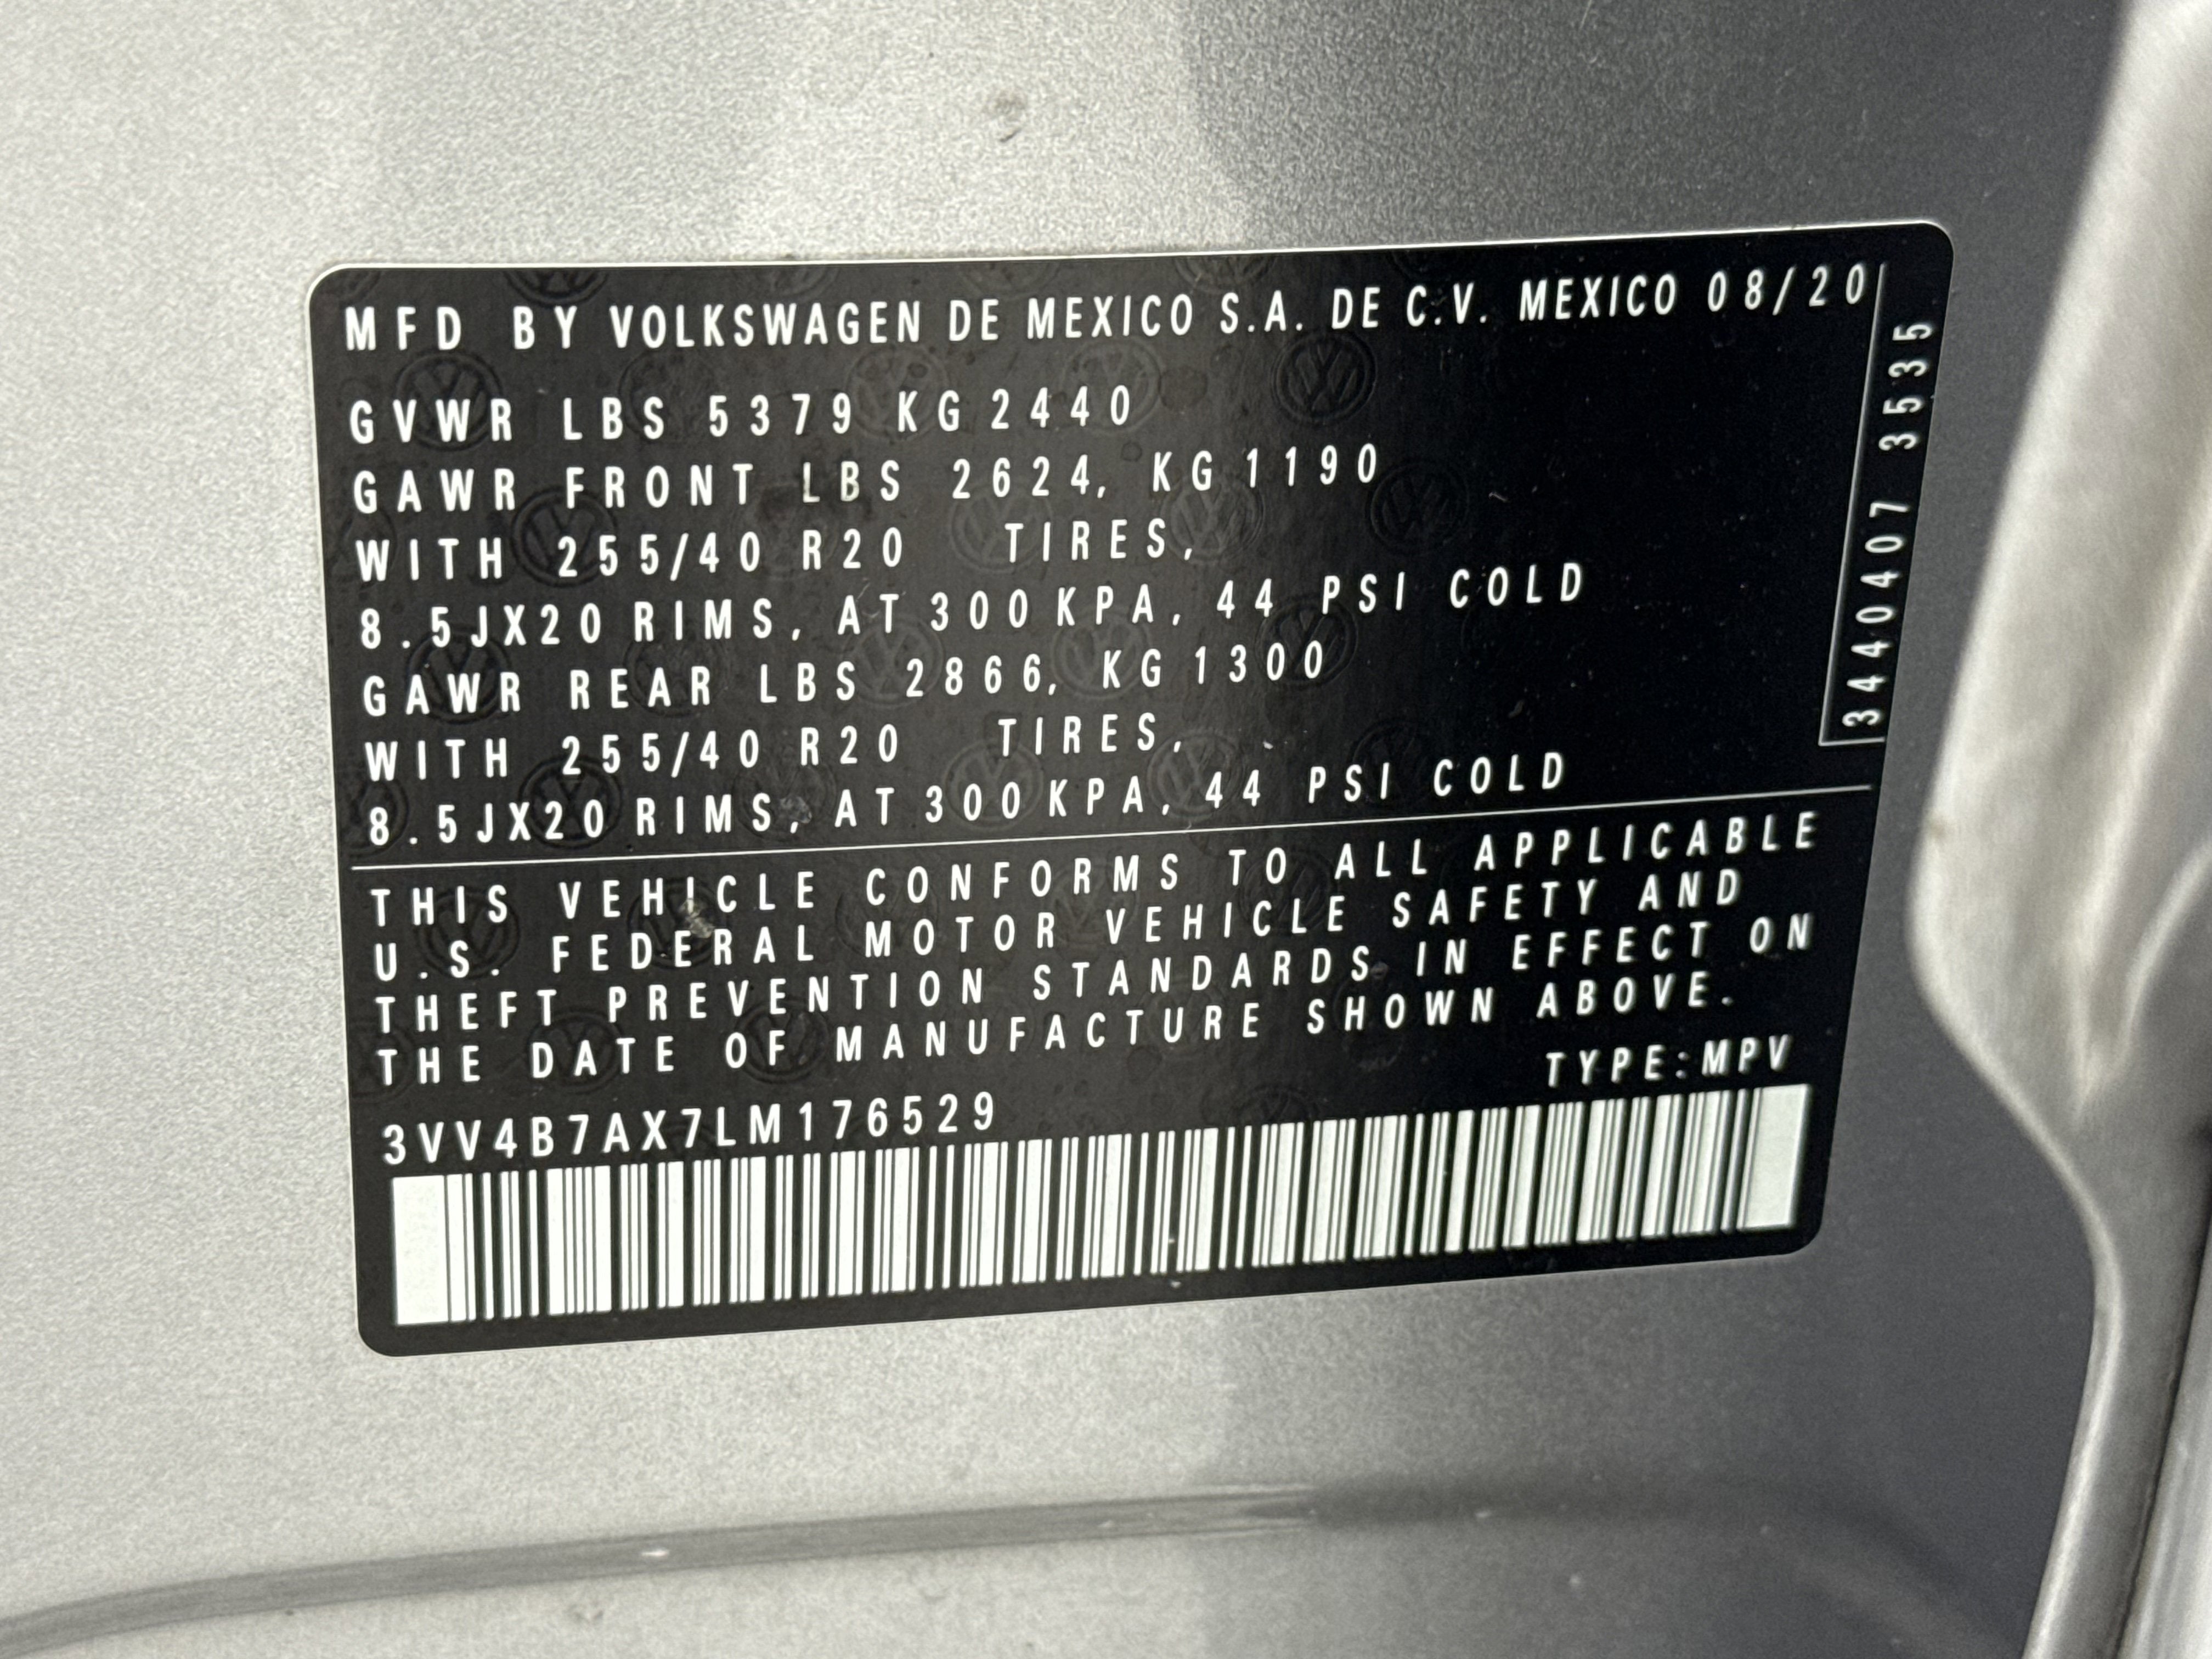 MFD BY VOLKSWAGEN DE MEXICO S.A. DE C.V. MEXICO 08/20
GVWR LBS 5379 KG 2440
GAWR FRONT LBS 2624, KG 1190
WITH 255/40 R20 TIRES,
8.5JX20 RIMS, AT 300 KPA, 44 PSI COLD
GAWR REAR LBS 2866, KG 1300
WITH 255/40 R20 TIRES,
8.5JX20 RIMS, AT 300 KPA, 44 PSI COLD
3440407 3535
THIS VEHICLE CONFORMS TO ALL APPLICABLE
U.S. FEDERAL MOTOR VEHICLE SAFETY AND
THEFT PREVENTION STANDARDS IN EFFECT ON
THE DATE OF MANUFACTURE SHOWN ABOVE.
TYPE:MPV
3VV4B7AX7LM176529